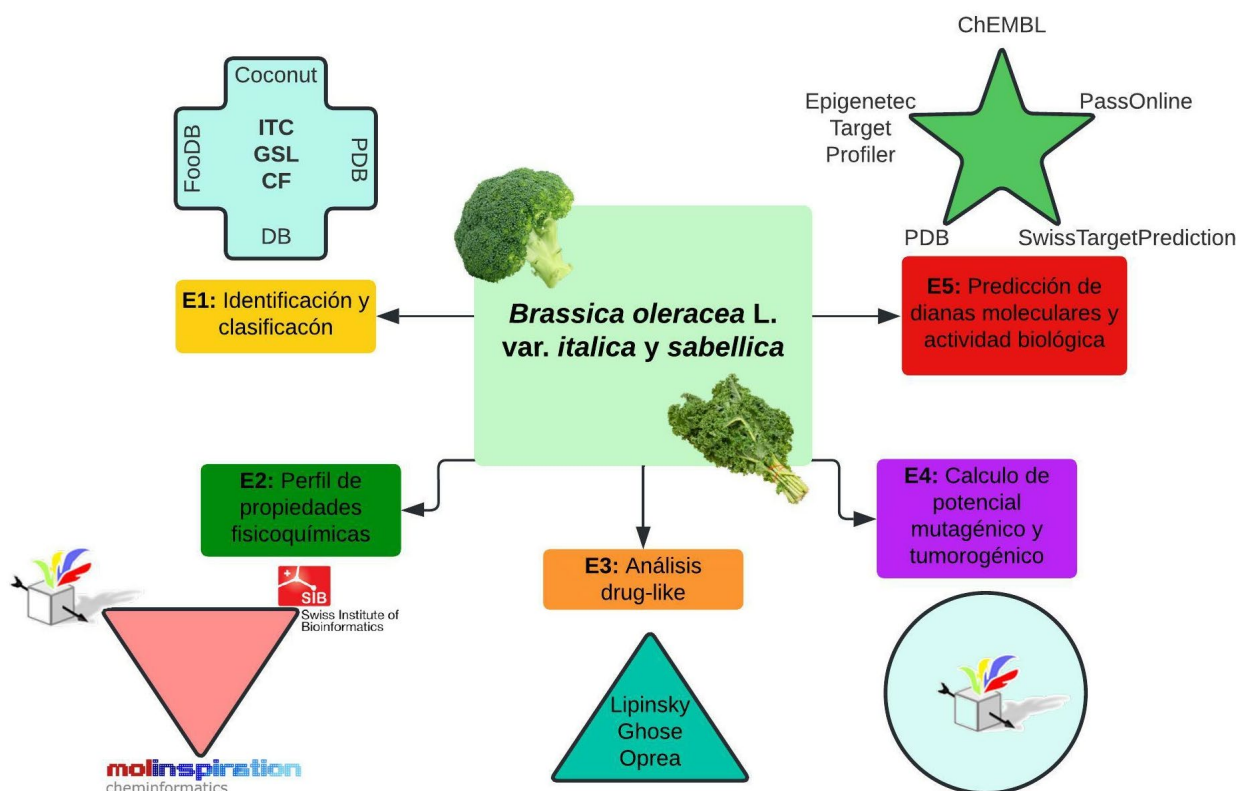 Coconut
FooDB
ITC
GSL
CF
PDB
DB
E1: Identificación y
clasificacón
ChEMBL
Epigenetec
Target
Profiler
PassOnline
PDB
SwissTargetPrediction
E5: Predicción de
dianas moleculares y
actividad biológica
Brassica oleracea L.
var. italica y sabellica
E2: Perfil de
propiedades
fisicoquímicas
SIB
Swiss Institute of
Bioinformatics
molinspiration
cheminformatics
E3: Análisis
drug-like
Lipinsky
Ghose
Oprea
E4: Calculo de
potencial
mutagénico y
tumorogénico